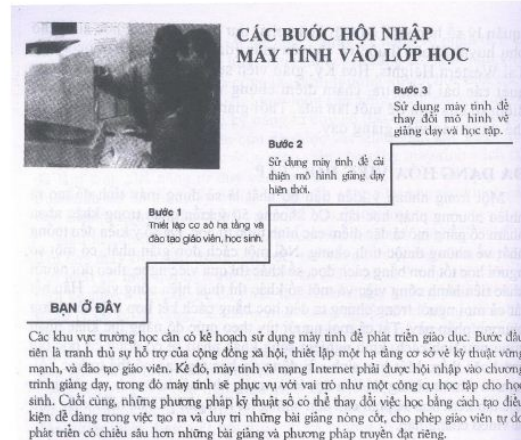 CÁC BƯỚC HỘI NHẬP
MÁY TÍNH VÀO LỚP HỌC
Bước 3
Sử dụng máy tính để
thay đổi mô hình về
giảng dạy và học tập.
Bước 2
Sử dụng máy tính để cải
thiện mô hình giảng dạy
hiện thời.
Bước 1
Thiết lập cơ sở hạ tầng và
đào tạo giáo viên, học sinh.
BẠN Ở ĐÂY
Các khu vực trường học cần có kế hoạch sử dụng máy tính để phát triển giáo dục. Bước đầu
tiên là tranh thủ sự hỗ trợ của cộng đồng xã hội, thiết lập một hạ tầng cơ sở về kỹ thuật vững
mạnh, và đào tạo giáo viên. Kế đó, máy tính và mạng Internet phải được hội nhập vào chương
trình giảng dạy, trong đó máy tính sẽ phục vụ với vai trò như một công cụ học tập cho học
sinh. Cuối cùng, những phương pháp kỹ thuật số có thể thay đổi việc học bằng cách tạo điều
kiện dễ dàng trong việc tạo ra và duy trì những bài giảng nòng cốt, cho phép giáo viên tự do
phát triển có chiều sâu hơn những bài giảng và phương pháp truyền đạt riêng.